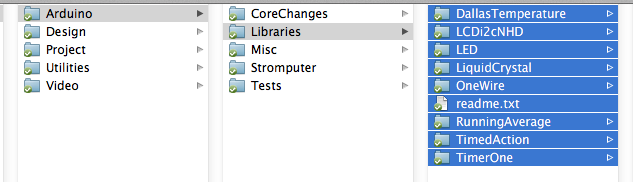 Arduino
Design
Project
Utilities
Video
CoreChanges
Libraries
Misc
Stromputer
Tests
DallasTemperature
LCDi2cNHD
LED
LiquidCrystal
OneWire
readme.txt
RunningAverage
TimedAction
TimerOne